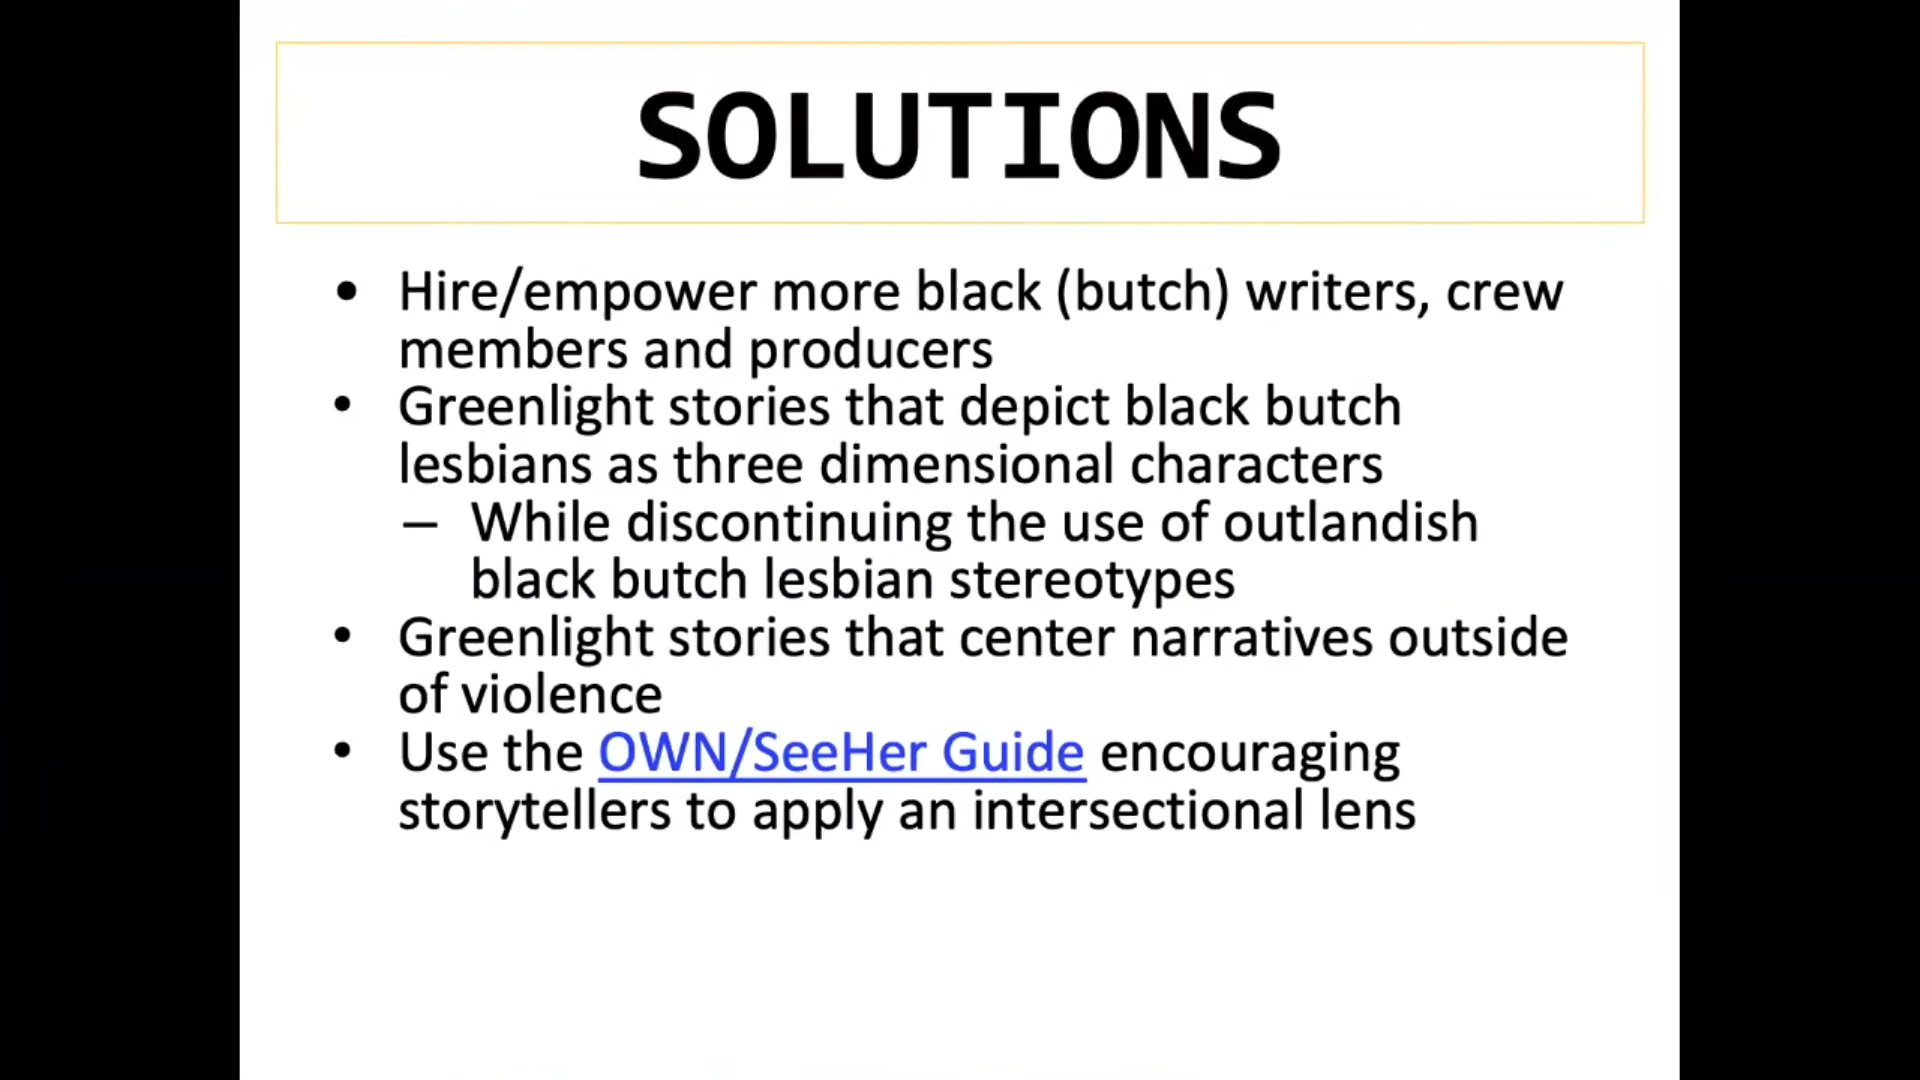 SOLUTIONS
• Hire/empower more black (butch) writers, crew
members and producers
• Greenlight stories that depict black butch
lesbians as three dimensional characters
– While discontinuing the use of outlandish
black butch lesbian stereotypes
• Greenlight stories that center narratives outside
of violence
• Use the OWN/SeeHer Guide encouraging
storytellers to apply an intersectional lens